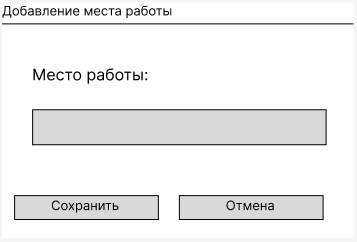 Добавление места работы
Место работы:
Сохранить
Отмена